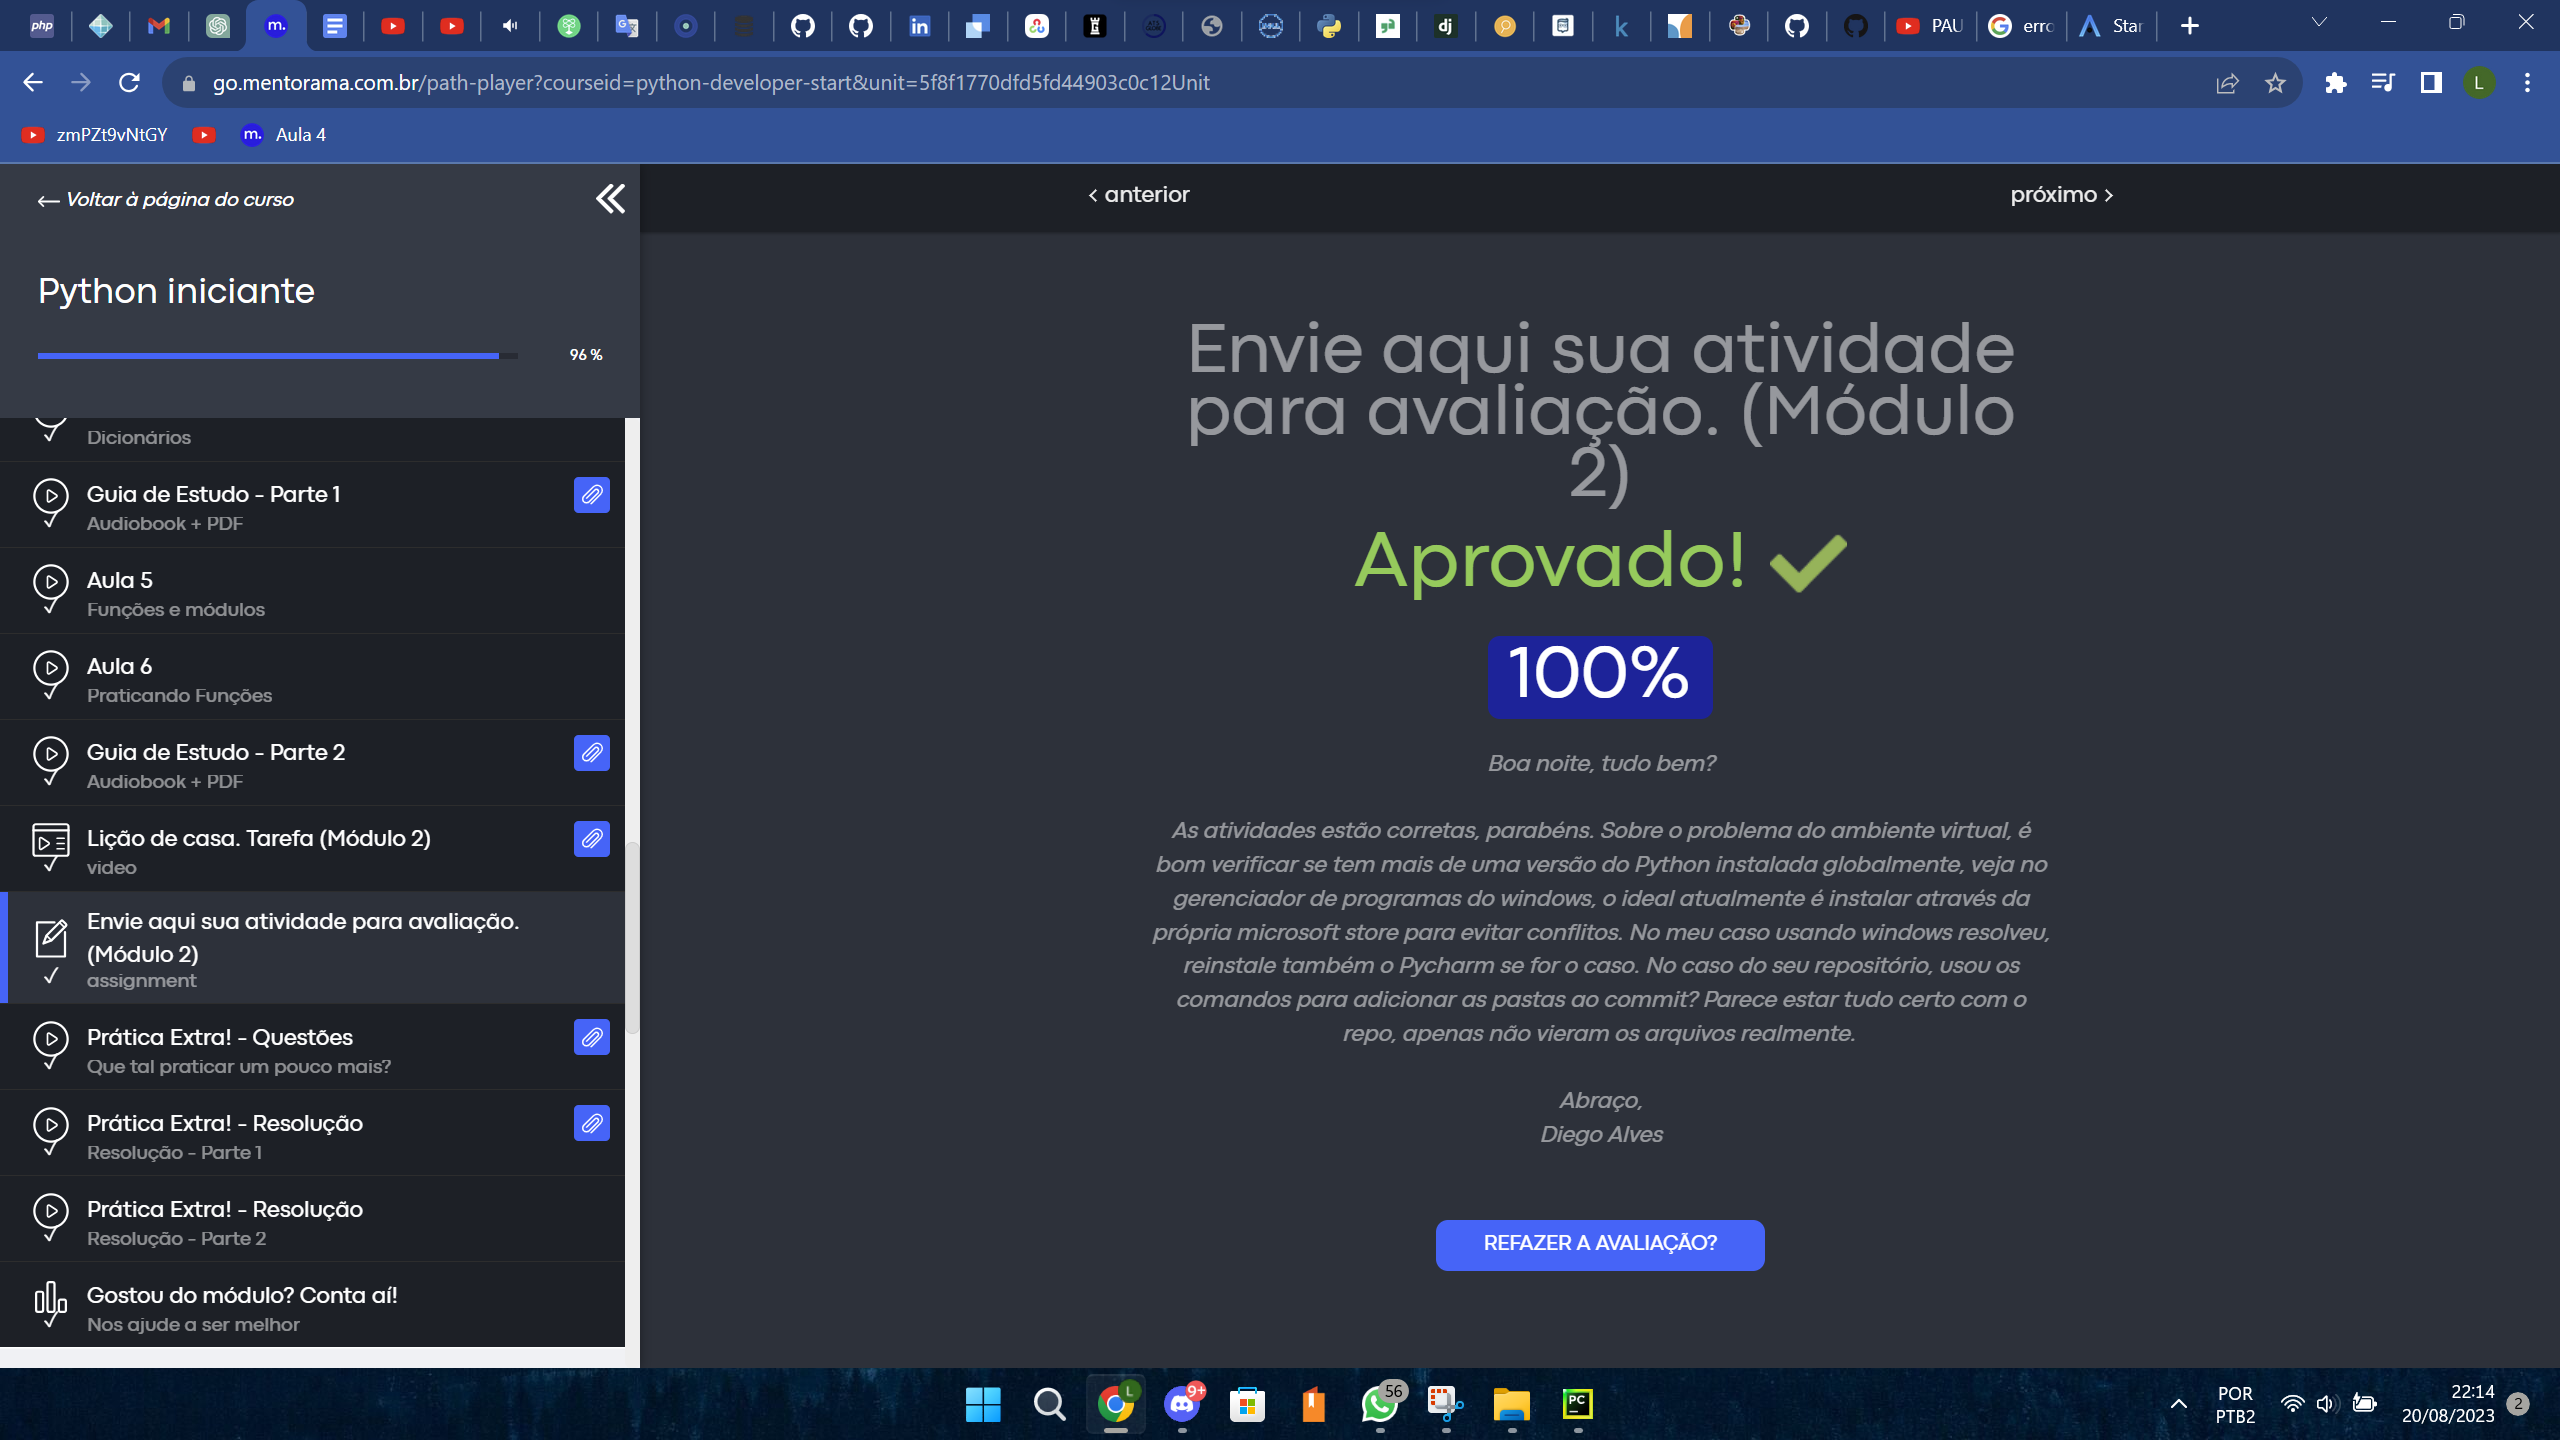 php
m.
PAU
erro
dj
k
Star
go.mentorama.com.br/path-player?courseid=python-developer-start&unit=5f8f1770dfd5fd44903c0c12Unit
L
zmPZt9vNtGY
m. Aula 4
Voltar à página do curso
Python iniciante
96 %
Dicionários
Guia de Estudo - Parte 1
Audiobook + PDF
Aula 5
Funções e módulos
Aula 6
Praticando Funções
Guia de Estudo - Parte 2
Audiobook + PDF
Lição de casa. Tarefa (Módulo 2)
video
Envie aqui sua atividade para avaliação.
(Módulo 2)
assignment
Prática Extra! - Questões
Que tal praticar um pouco mais?
Prática Extra! - Resolução
Resolução - Parte 1
Prática Extra! - Resolução
Resolução - Parte 2
Gostou do módulo? Conta aí!
Nos ajude a ser melhor
‹ anterior
próximo ›
Envie aqui sua atividade
para avaliação. (Módulo
2)
Aprovado!
100%
Boa noite, tudo bem?
As atividades estão corretas, parabéns. Sobre o problema do ambiente virtual, é
bom verificar se tem mais de uma versão do Python instalada globalmente, veja no
gerenciador de programas do windows, o ideal atualmente é instalar através da
própria microsoft store para evitar conflitos. No meu caso usando windows resolveu,
reinstale também o Pycharm se for o caso. No caso do seu repositório, usou os
comandos para adicionar as pastas ao commit? Parece estar tudo certo com o
repo, apenas não vieram os arquivos realmente.
Abraço,
Diego Alves
REFAZER A AVALIAÇÃO?
L
9+
56
PC
POR
PTB2
22:14
20/08/2023
2